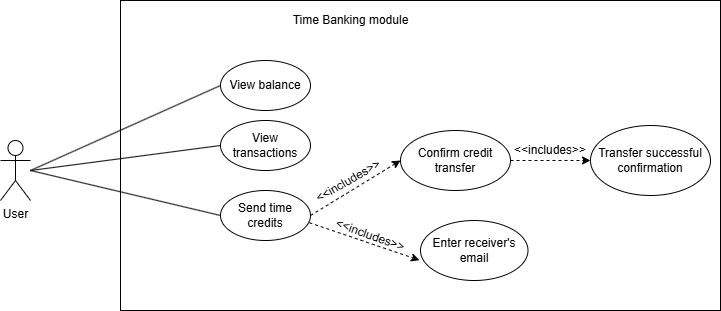 Time Banking module
View balance
View
transactions
<<includes>>
Confirm credit
transfer
<<includes>>
Transfer successful
confirmation
User
Send time
credits
<<includes>>
Enter receiver's
email